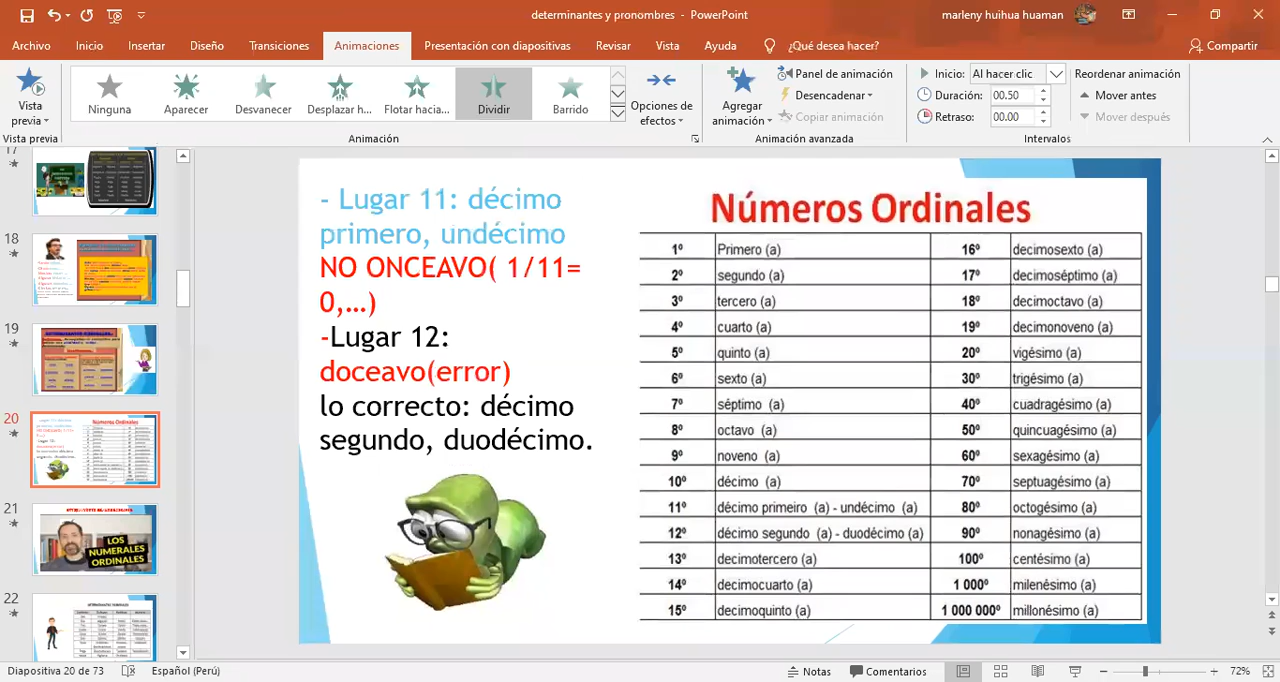 determinantes y pronombres - PowerPoint
marleny huihua huaman
Archivo Inicio Insertar Diseño Transiciones Animaciones Presentación con diapositivas Revisar Vista Ayuda ¿Qué desea hacer? Compartir
Vista previa
Ninguna Aparecer Desvanecer Desplazar h... Flotar hacia... Dividir Barrido
Opciones de efectos
Agregar animación
Panel de animación
Desencadenar
Copiar animación
Inicio: Al hacer clic
Duración: 00.50
Retraso: 00.00
Reordenar animación
Mover antes
Mover después
Vista previa Animación Animación avanzada Intervalos
17
18
19
20
21
LOS
NUMERALES
ORDINALES
22
- Lugar 11: décimo
primero, undécimo
NO ONCEAVO( 1/11=
0,…)
-Lugar 12:
doceavo(error)
lo correcto: décimo
segundo, duodécimo.
Números Ordinales
1º Primero (a) 16º decimosexto (a)
2º segundo (a) 17º decimoséptimo (a)
3º tercero (a) 18º decimoctavo (a)
4º cuarto (a) 19º decimonoveno (a)
5º quinto (a) 20º vigésimo (a)
6º sexto (a) 30º trigésimo (a)
7º séptimo (a) 40º cuadragésimo (a)
8º octavo (a) 50º quincuagésimo (a)
9º noveno (a) 60º sexagésimo (a)
10º décimo (a) 70º septuagésimo (a)
11º décimo primero (a) - undécimo (a) 80º octogésimo (a)
12º décimo segundo (a) - duodécimo (a) 90º nonagésimo (a)
13º decimotercero (a) 100º centésimo (a)
14º decimocuarto (a) 1 000º milenésimo (a)
15º decimoquinto (a) 1 000 000º millonésimo (a)
Diapositiva 20 de 73 Español (Perú) Notas Comentarios 72%